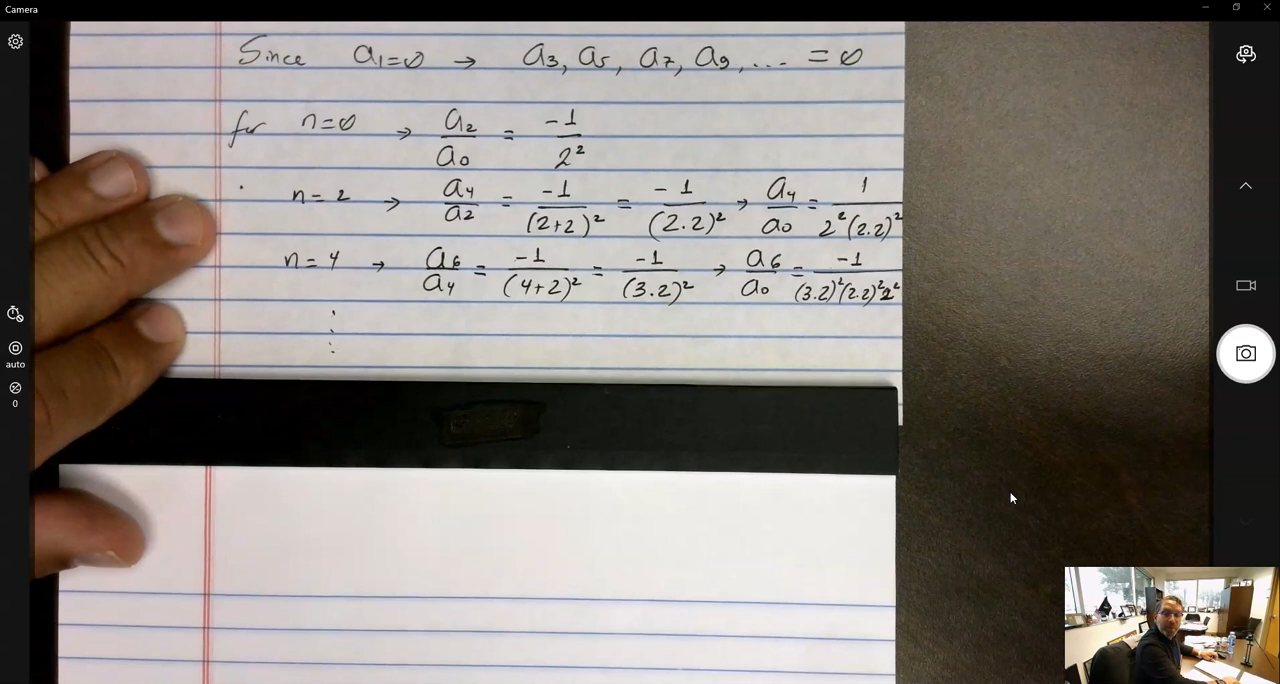 Camera
Since a₁=0 → a₃, a₅, a₇, a₉, ... = 0
for n=0 → a₂/a₀ = -1/2²
n=2 → a₄/a₂ = -1/(2+2)² = -1/(2.2)² → a₄/a₀ = 1/2²(2.2)²
n=4 → a₆/a₄ = -1/(4+2)² = -1/(3.2)² → a₆/a₀ = -1/(3.2)²(2.2)²2²
⋮
auto
0